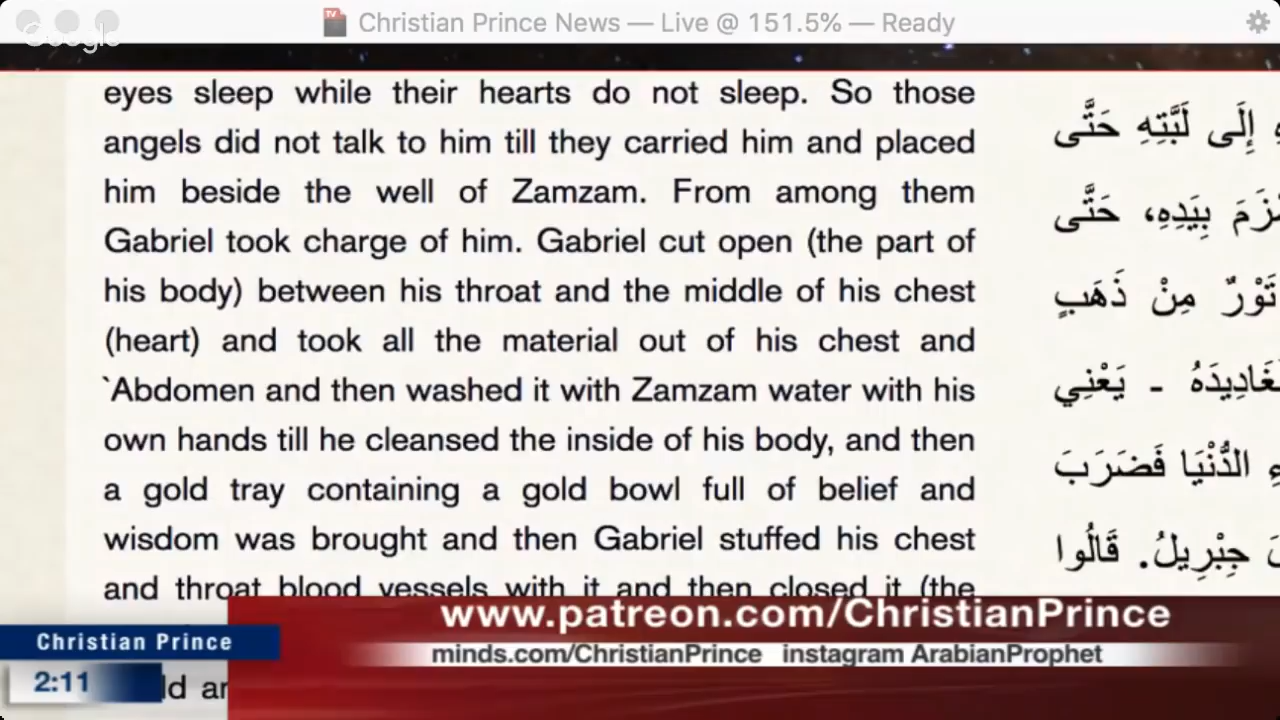 Christian Prince News — Live @ 151.5% — Ready
Google
eyes sleep while their hearts do not sleep. So those
angels did not talk to him till they carried him and placed
him beside the well of Zamzam. From among them
Gabriel took charge of him. Gabriel cut open (the part of
his body) between his throat and the middle of his chest
(heart) and took all the material out of his chest and
`Abdomen and then washed it with Zamzam water with his
own hands till he cleansed the inside of his body, and then
a gold tray containing a gold bowl full of belief and
wisdom was brought and then Gabriel stuffed his chest
and throat blood vessels with it and then closed it (the
إِلَى لَبَّتِهِ حَتَّى
بِيَدِهِ، حَتَّى
تَوْرٌ مِنْ ذَهَبٍ
يَعْنِي
الدُّنْيَا فَضَرَبَ
جِبْرِيلُ. قَالُوا
www.patreon.com/ChristianPrince
Christian Prince
minds.com/ChristianPrince instagram ArabianProphet
2:11